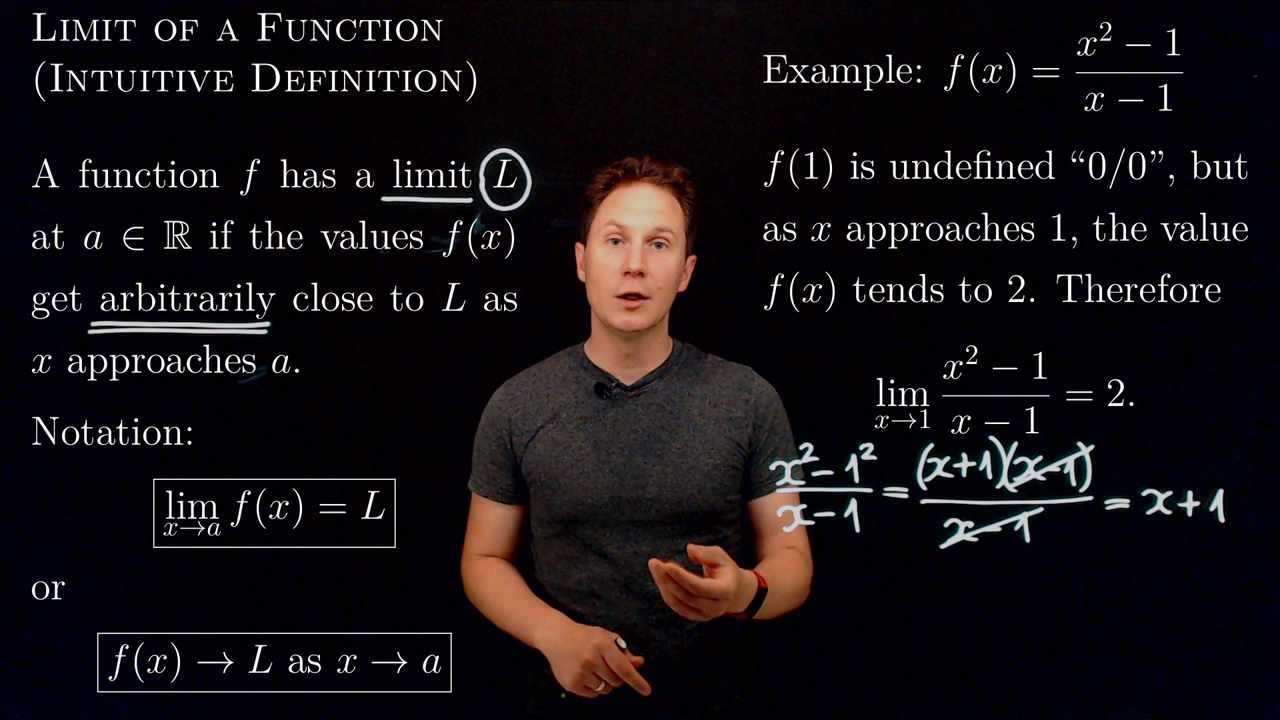 LIMIT OF A FUNCTION
(INTUITIVE DEFINITION)
A function f has a limit L
at a ∈ ℝ if the values f(x)
get arbitrarily close to L as
x approaches a.
Notation:
lim_{x→a} f(x) = L
or
f(x) → L as x → a
Example: f(x) = (x² − 1)/(x − 1)
f(1) is undefined “0/0”, but
as x approaches 1, the value
f(x) tends to 2. Therefore
lim_{x→1} (x² − 1)/(x − 1) = 2.
(x² − 1²)/(x − 1) = ((x+1)(x−1))/(x−1) = x+1